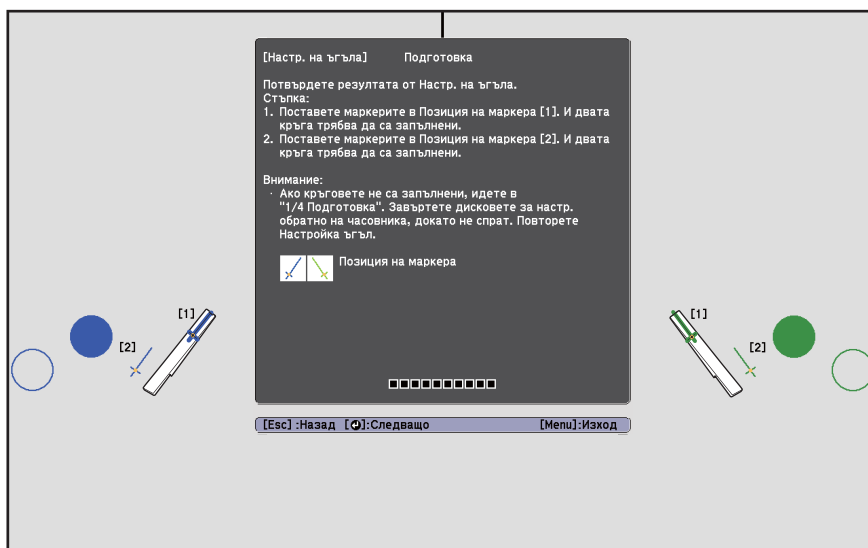 [Настр. на ъгъла] Подготовка
Потвърдете резултата от Настр. на ъгъла.
Стъпка:
1. Поставете маркерите в Позиция на маркера [1]. И двата
кръга трябва да са запълнени.
2. Поставете маркерите в Позиция на маркера [2]. И двата
кръга трябва да са запълнени.
Внимание:
· Ако кръговете не са запълнени, идете в
"1/4 Подготовка". Завъртете дисковете за настр.
обратно на часовника, докато не спрат. Повторете
Настройка ъгъл.
Позиция на маркера
[1]
[2]
[1]
[2]
[Esc] :Назад [⏎]:Следващо [Menu]:Изход